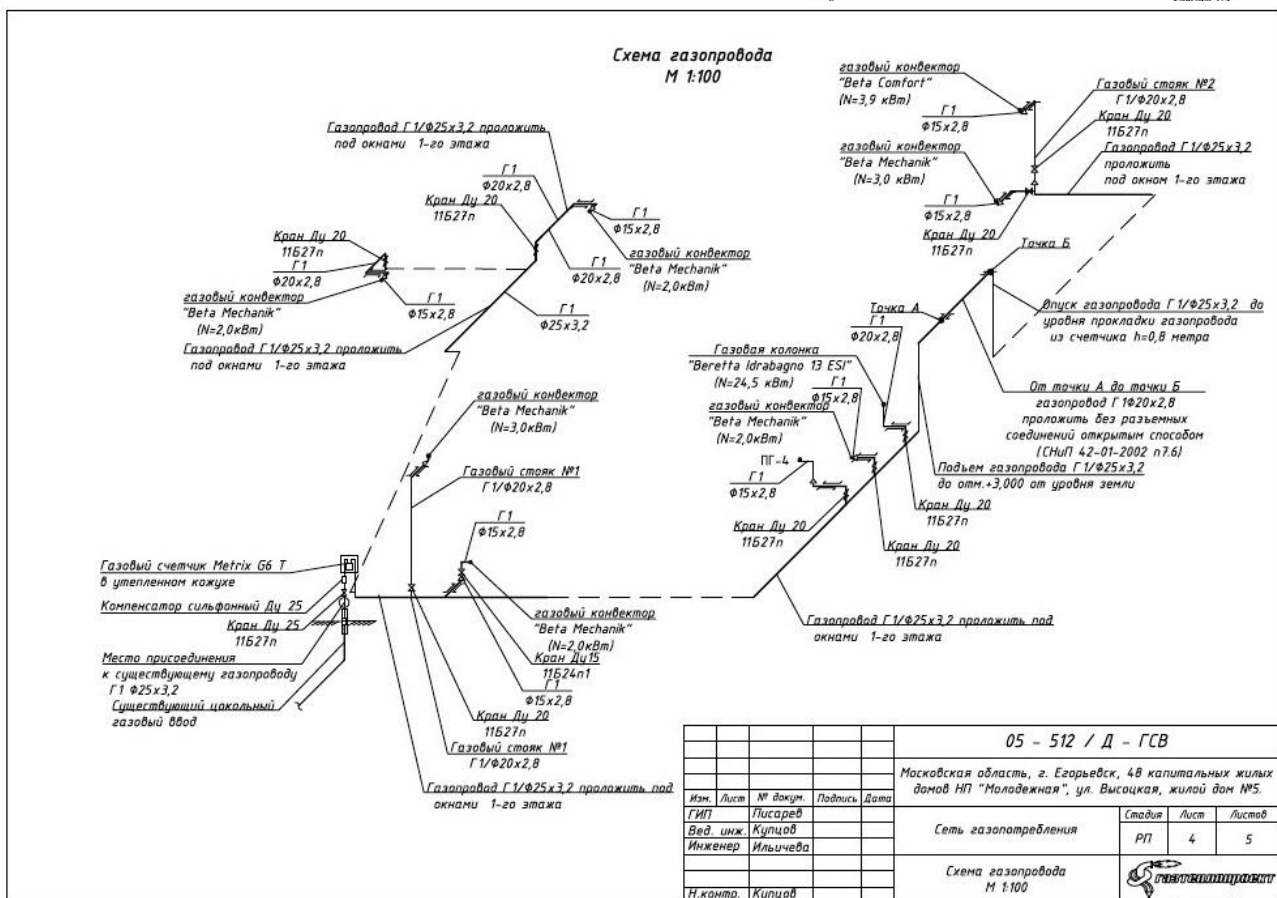 Схема газопровода
М 1:100
газовый конвектор
"Beta Comfort"
(N=3,9 кВт)
Г1
Ф15х2,8
Газовый стояк №2
Г1/Ф20х2,8
Кран Ду 20
11Б27п
Газопровод Г1/Ф25х3,2
проложить
под окном 1-го этажа
газовый конвектор
"Beta Mechanik"
(N=3,0 кВт)
Г1
Ф15х2,8
Кран Ду 20
11Б27п
Газопровод Г1/Ф25х3,2 проложить
под окнами 1-го этажа
Г1
Ф20х2,8
Кран Ду 20
11Б27п
Г1
Ф15х2,8
газовый конвектор
"Beta Mechanik"
(N=2,0кВт)
Г1
Ф20х2,8
Г1
Ф25х3,2
Кран Ду 20
11Б27п
Г1
Ф20х2,8
газовый конвектор
"Beta Mechanik"
(N=2,0кВт)
Г1
Ф15х2,8
Газопровод Г1/Ф25х3,2 проложить
под окнами 1-го этажа
Точка Б
Точка А
Г1
Ф20х2,8
Опуск газопровода Г1/Ф25х3,2 до
уровня прокладки газопровода
из счетчика h=0,8 метра
Газовая колонка
"Beretta Idrabagno 13 ESI"
(N=24,5 кВт)
Г1
Ф15х2,8
газовый конвектор
"Beta Mechanik"
(N=2,0кВт)
От точки А до точки Б
газопровод Г1Ф20х2,8
проложить без разъемных
соединений открытым способом
(СНиП 42-01-2002 п7.6)
ПГ-4
Г1
Ф15х2,8
Подъем газопровода Г1/Ф25х3,2
до отм.+3,000 от уровня земли
Кран Ду 20
11Б27п
Кран Ду 20
11Б27п
Кран Ду 20
11Б27п
газовый конвектор
"Beta Mechanik"
(N=3,0кВт)
Газовый стояк №1
Г1/Ф20х2,8
Г1
Ф15х2,8
Газовый счетчик Metrix G6 Т
в утепленном кожухе
Компенсатор сильфонный Ду 25
Кран Ду 25
11Б27п
Место присоединения
к существующему газопроводу
Г1 Ф25х3,2
Существующий цокольный
газовый ввод
газовый конвектор
"Beta Mechanik"
(N=2,0кВт)
Кран Ду15
11Б24п1
Г1
Ф15х2,8
Кран Ду 20
11Б27п
Газовый стояк №1
Г1/Ф20х2,8
Газопровод Г1/Ф25х3,2 проложить под
окнами 1-го этажа
Газопровод Г1/Ф25х3,2 проложить под
окнами 1-го этажа
05 - 512 / Д - ГСВ
Московская область, г. Егорьевск, 48 капитальных жилых
домов НП "Молодежная", ул. Высоцкая, жилой дом №5.
Изм. Лист № докум. Подпись Дата
ГИП Писарев
Вед. инж. Купцов
Инженер Ильичева
Н.контр. Купцов
Сеть газопотребления
Стадия Лист Листов
РП 4 5
Схема газопровода
М 1:100
газтеплопроект